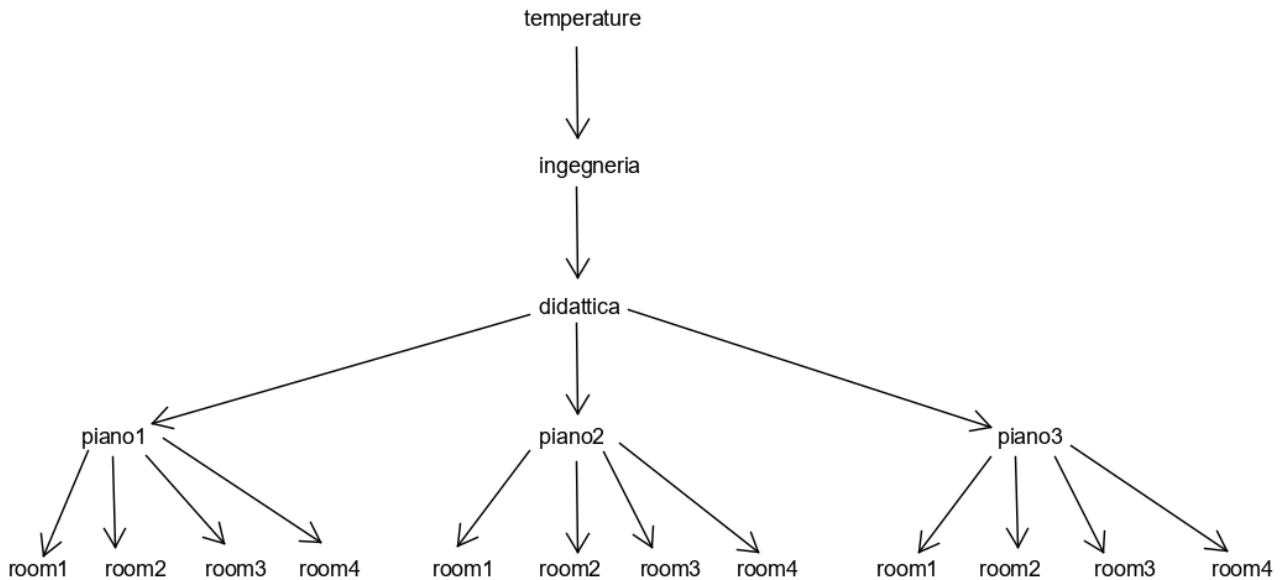 temperature
ingegneria
didattica
piano1 piano2 piano3
room1 room2 room3 room4 room1 room2 room3 room4 room1 room2 room3 room4